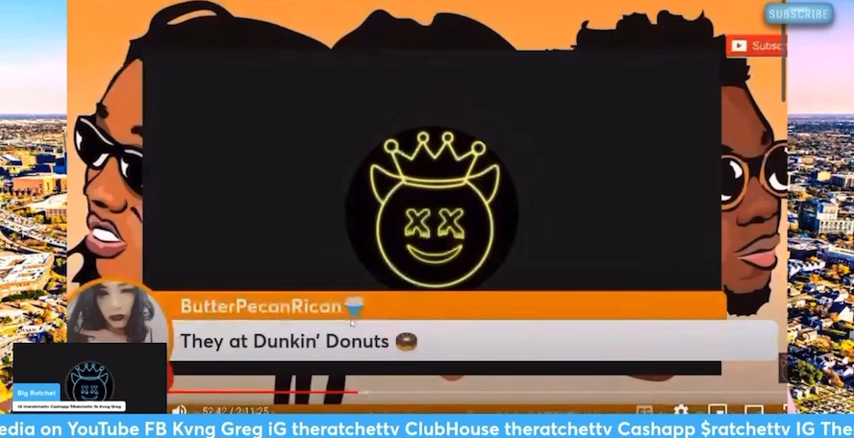 SUBSCRIBE
Subsc
ButterPecanRican🧁
They at Dunkin' Donuts 🍩
Big Ratchet
52:42 / 2:11:25
edia on YouTube FB Kvng Greg iG theratchettv ClubHouse theratchettv Cashapp $ratchettv IG The